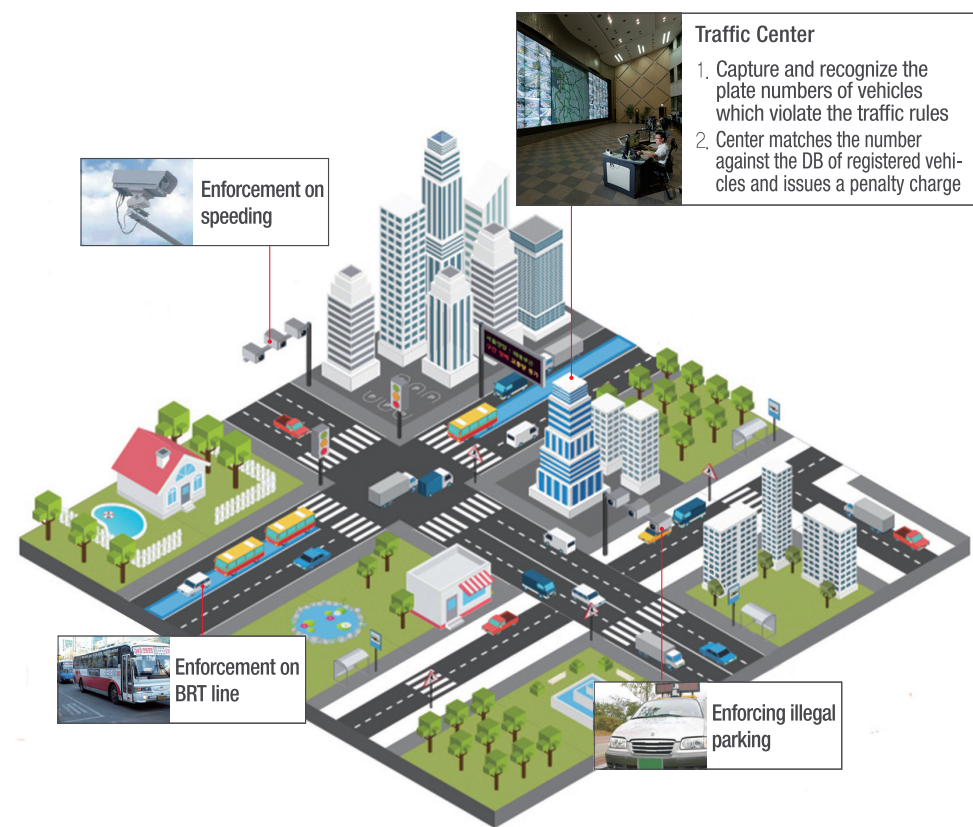 Traffic Center
1. Capture and recognize the
plate numbers of vehicles
which violate the traffic rules
2. Center matches the number
against the DB of registered vehi-
cles and issues a penalty charge
Enforcement on
speeding
Enforcement on
BRT line
Enforcing illegal
parking